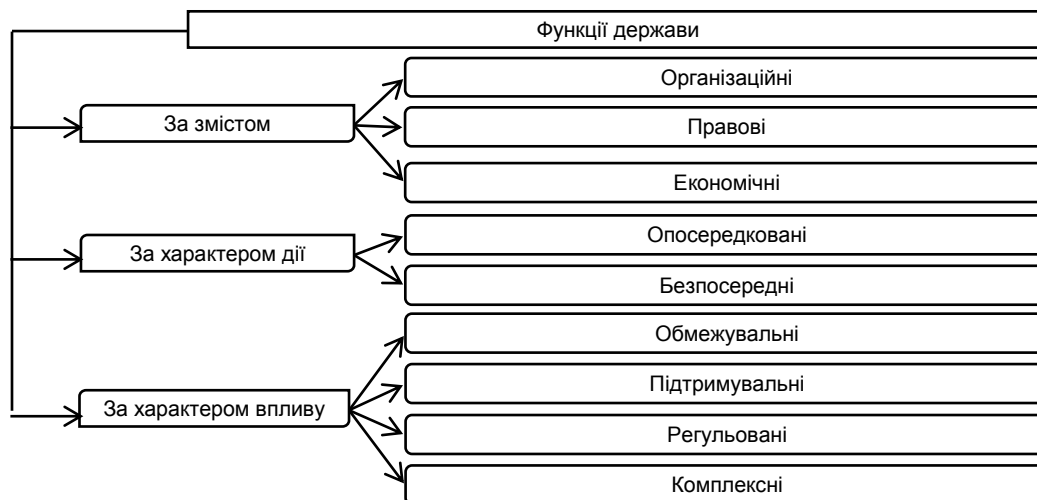 Функції держави
За змістом
Організаційні
Правові
Економічні
За характером дії
Опосередковані
Безпосередні
За характером впливу
Обмежувальні
Підтримувальні
Регульовані
Комплексні